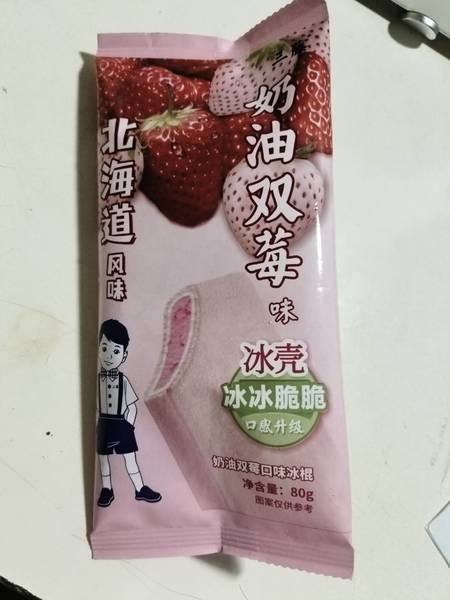 奶油双莓味
北海道风味
冰壳
冰冰脆脆
口感升级
奶油双莓口味冰棍
净含量：80g
图案仅供参考